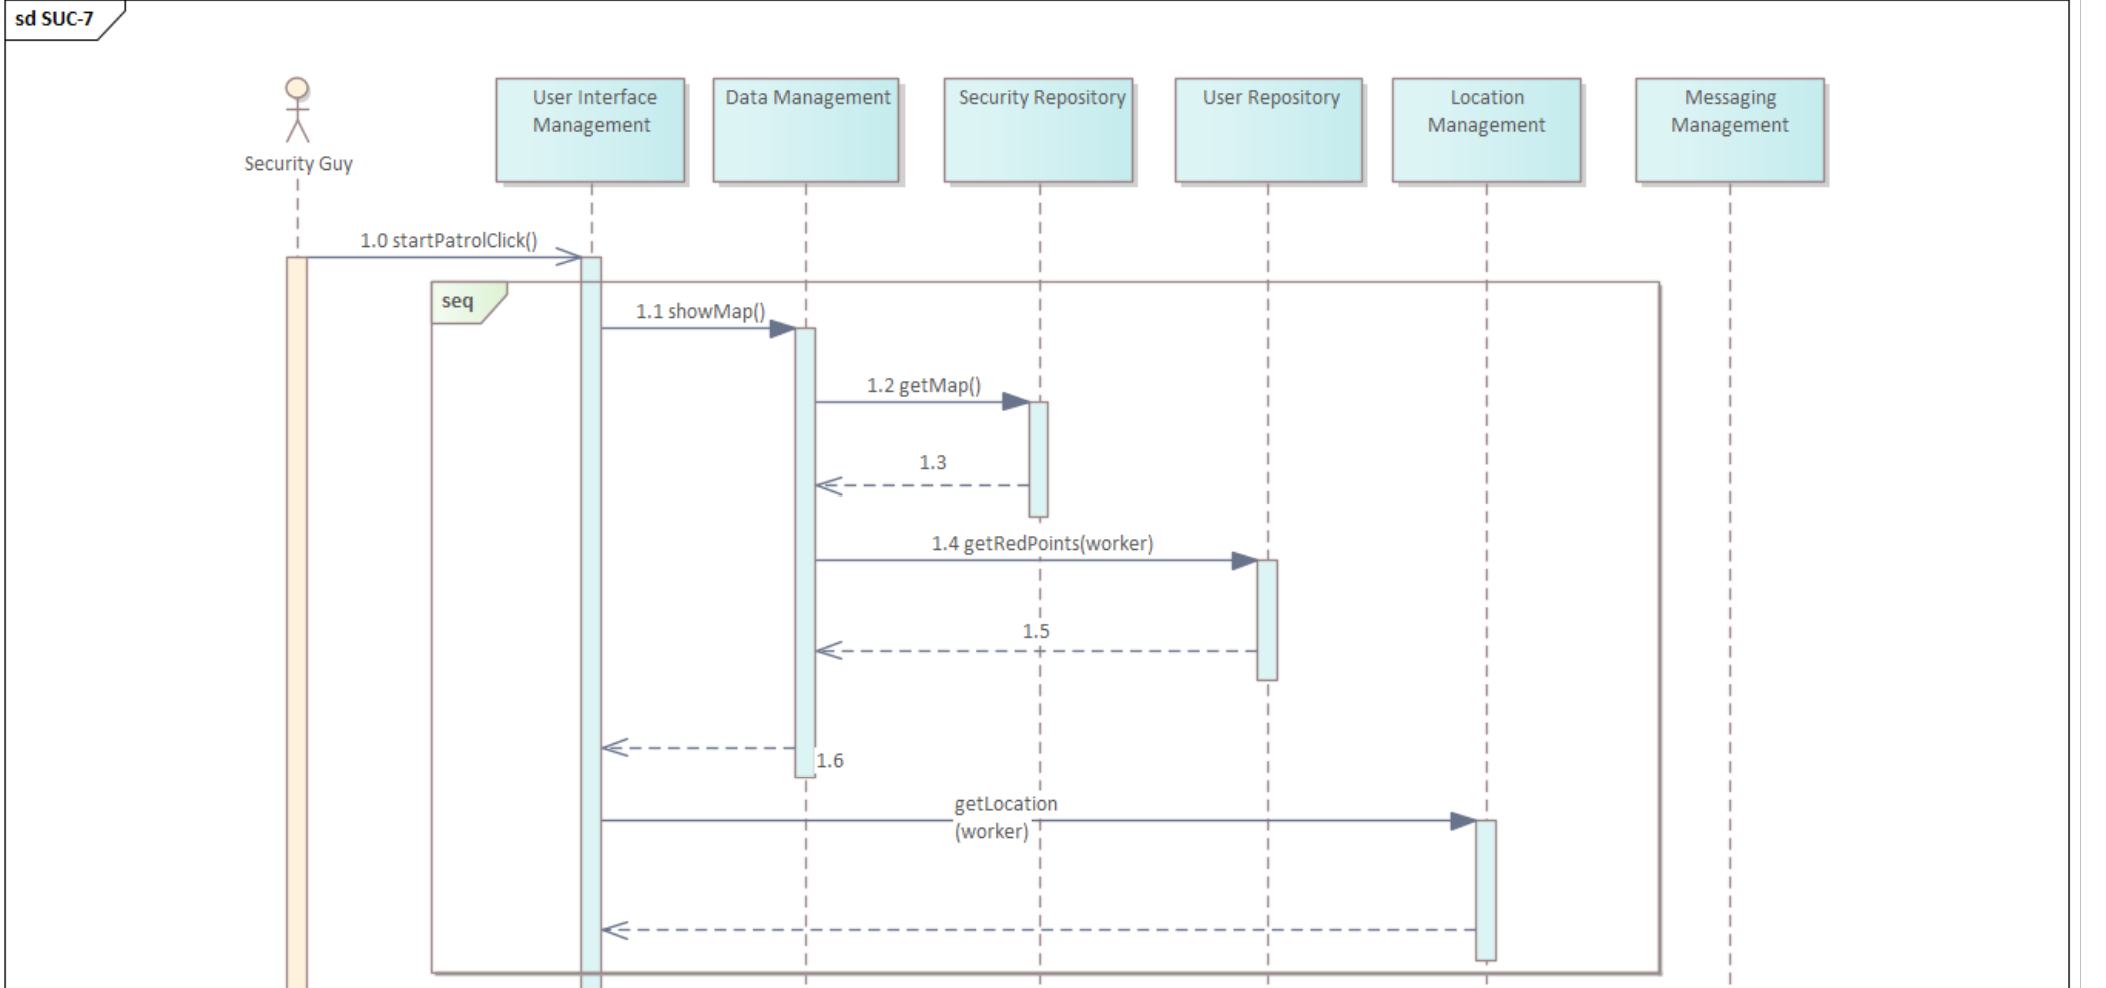 sd SUC-7
Security Guy
User Interface
Management
Data Management
Security Repository
User Repository
Location
Management
Messaging
Management
1.0 startPatrolClick()
seq
1.1 showMap()
1.2 getMap()
1.3
1.4 getRedPoints(worker)
1.5
1.6
getLocation
(worker)